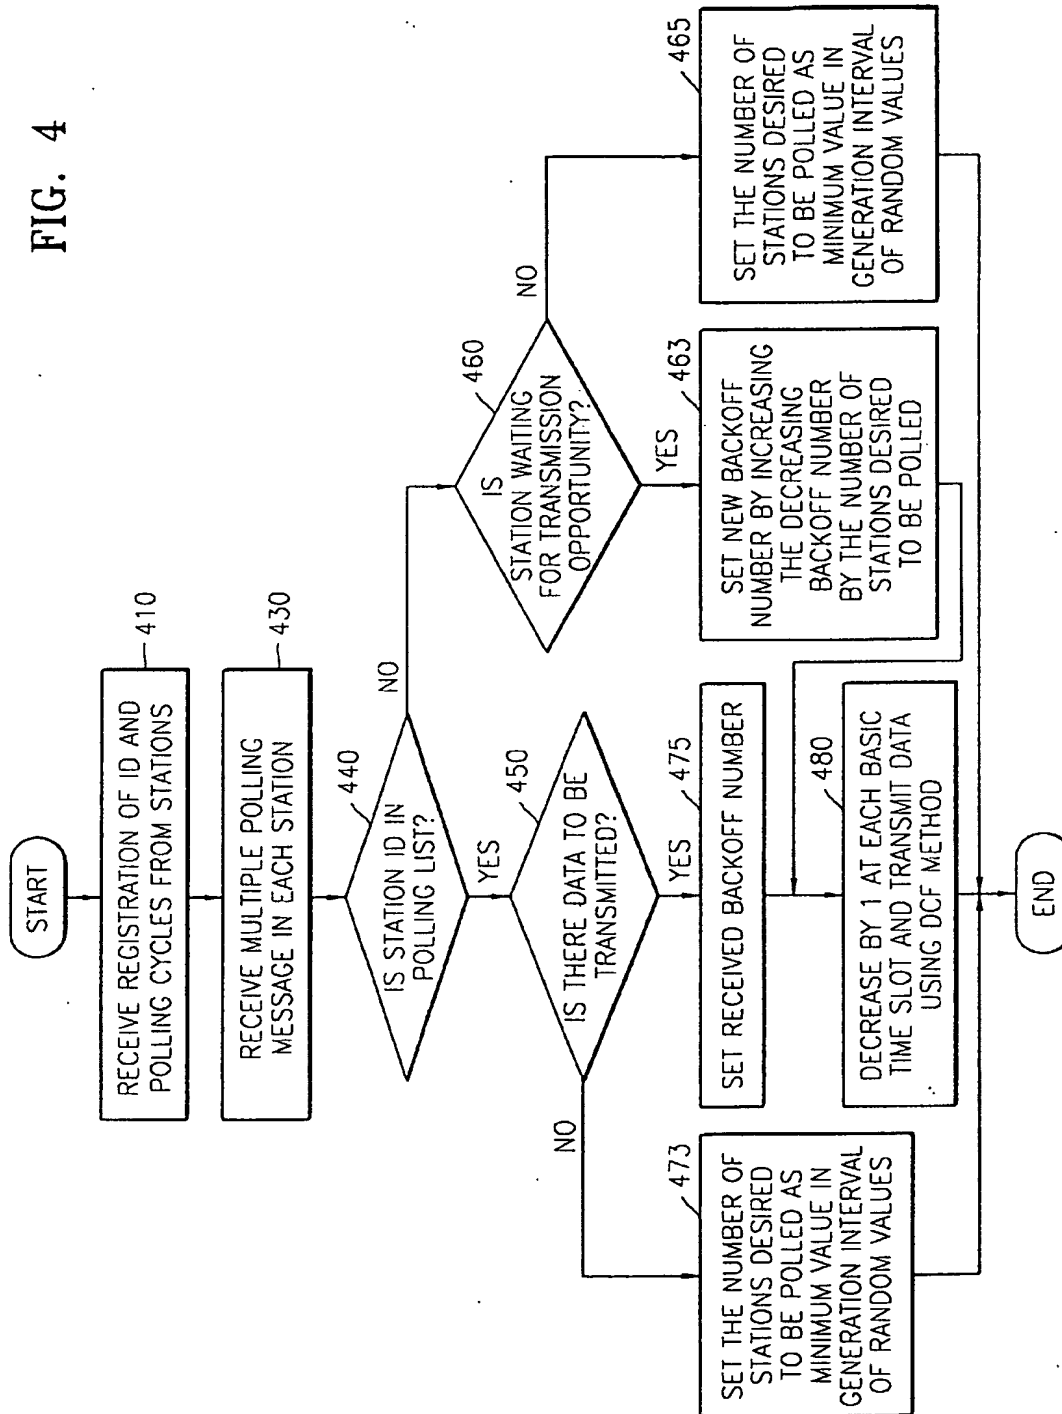 FIG. 4
START
410
RECEIVE REGISTRATION OF ID AND
POLLING CYCLES FROM STATIONS
430
RECEIVE MULTIPLE POLLING
MESSAGE IN EACH STATION
440
IS STATION ID IN
POLLING LIST?
NO
YES
450
IS THERE DATA TO BE
TRANSMITTED?
NO
YES
460
IS
STATION WAITING
FOR TRANSMISSION
OPPORTUNITY?
NO
YES
473
SET THE NUMBER OF
STATIONS DESIRED
TO BE POLLED AS
MINIMUM VALUE IN
GENERATION INTERVAL
OF RANDOM VALUES
475
SET RECEIVED BACKOFF NUMBER
463
SET NEW BACKOFF
NUMBER BY INCREASING
THE DECREASING
BACKOFF NUMBER
BY THE NUMBER OF
STATIONS DESIRED
TO BE POLLED
465
SET THE NUMBER OF
STATIONS DESIRED
TO BE POLLED AS
MINIMUM VALUE IN
GENERATION INTERVAL
OF RANDOM VALUES
480
DECREASE BY 1 AT EACH BASIC
TIME SLOT AND TRANSMIT DATA
USING DCF METHOD
END